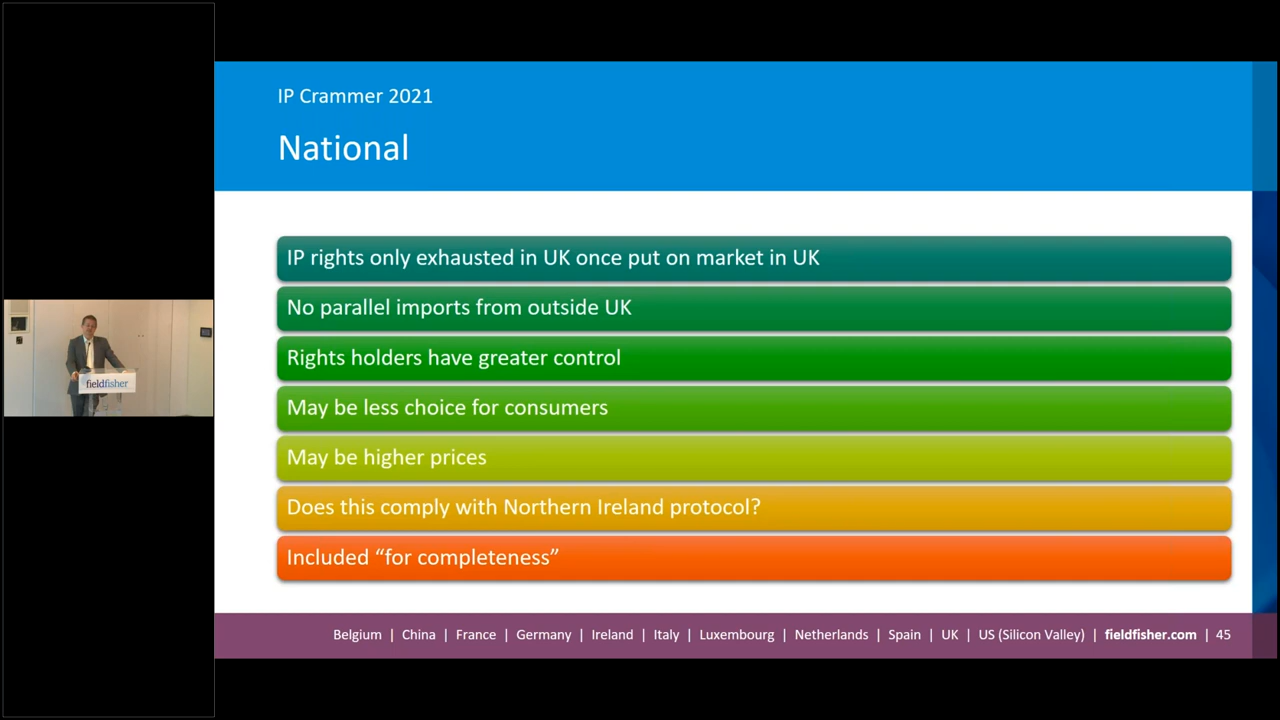 IP Crammer 2021
National
IP rights only exhausted in UK once put on market in UK
No parallel imports from outside UK
Rights holders have greater control
May be less choice for consumers
May be higher prices
Does this comply with Northern Ireland protocol?
Included “for completeness”
fieldfisher
Belgium | China | France | Germany | Ireland | Italy | Luxembourg | Netherlands | Spain | UK | US (Silicon Valley) | fieldfisher.com | 45